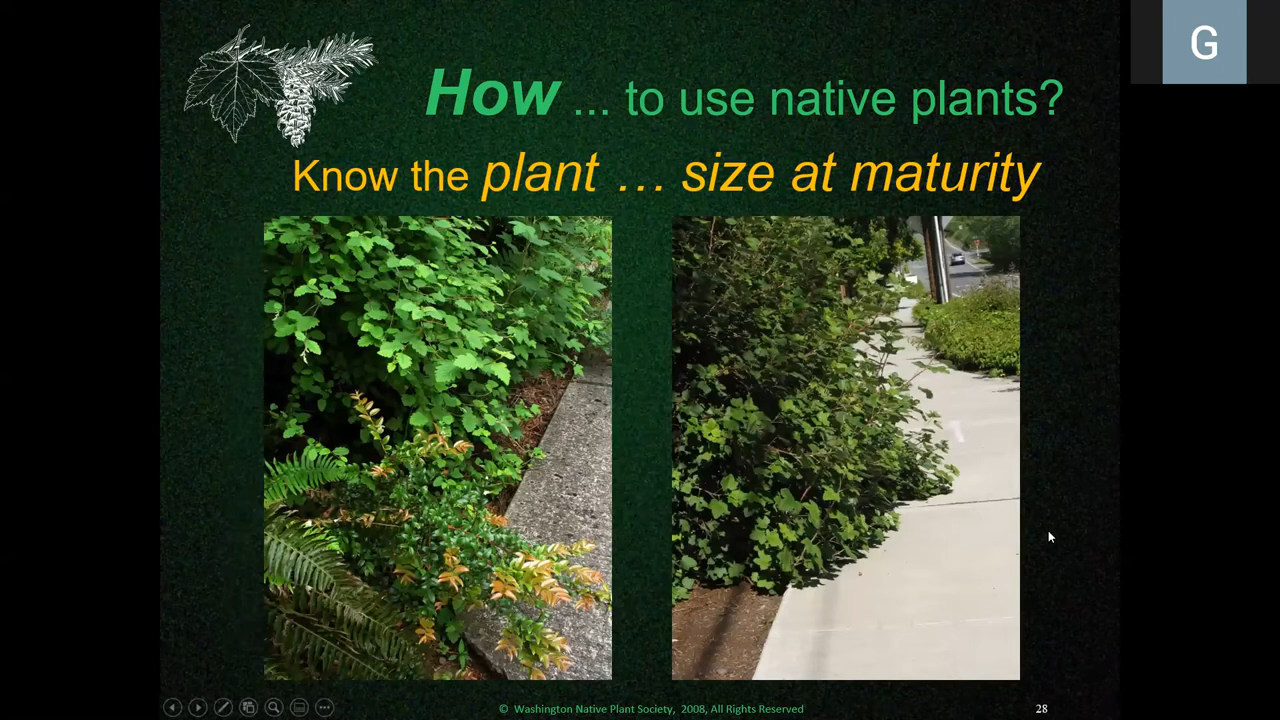 G
How ... to use native plants?
Know the plant … size at maturity
© Washington Native Plant Society, 2008, All Rights Reserved
28